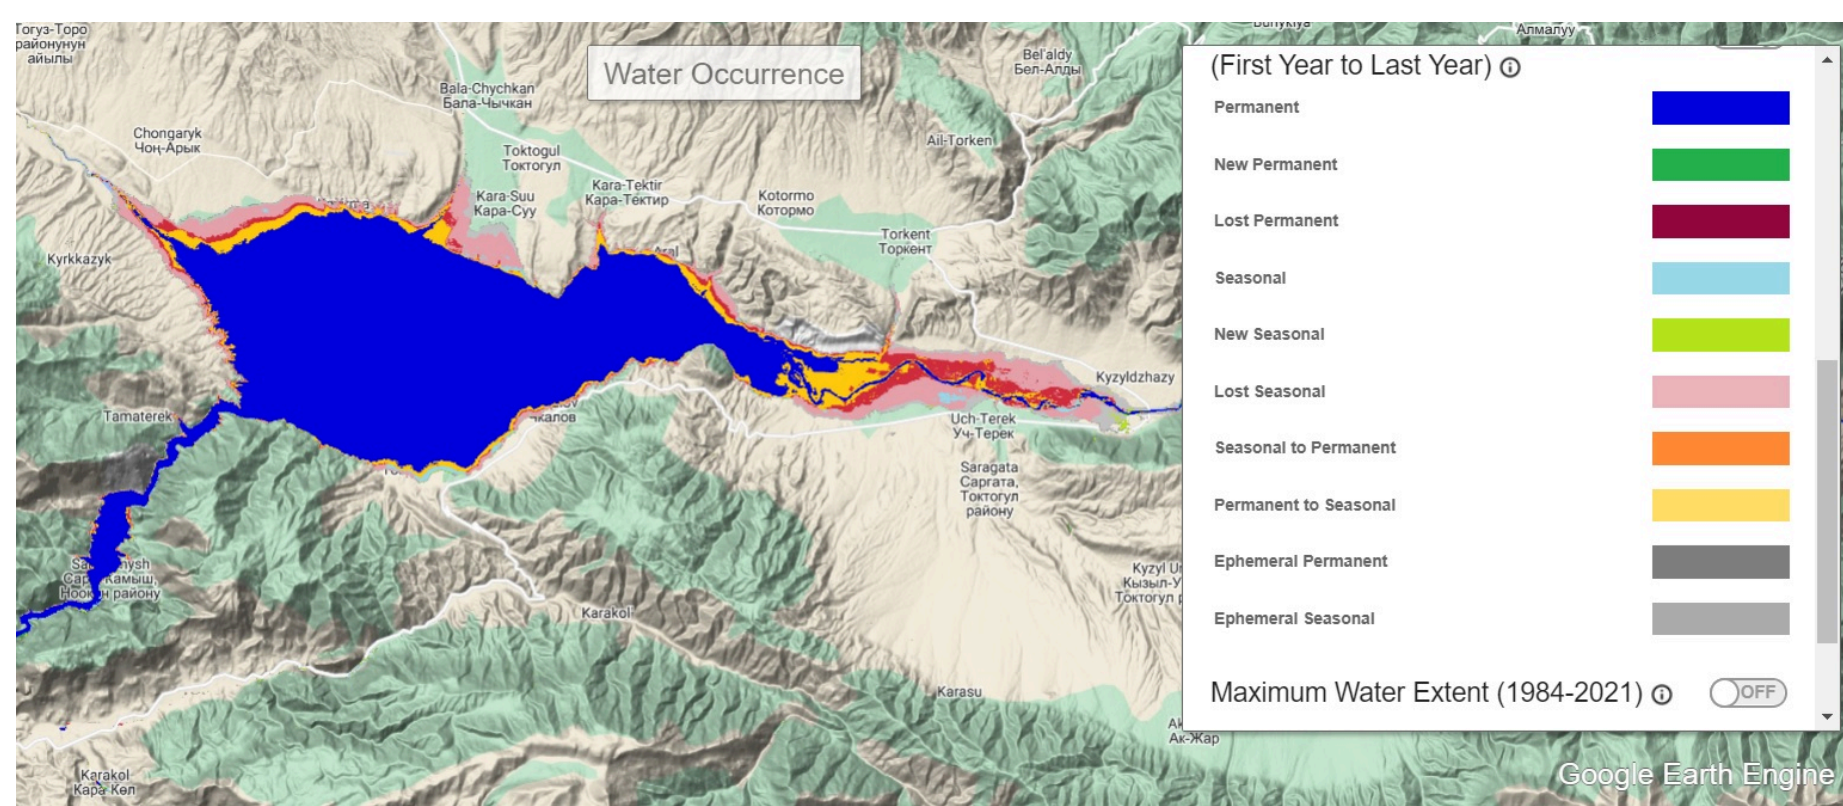 Тогуз-Торо
районунун
айылы
Bel'aldy
Бел-Алды
Алмалуу
Water Occurrence
Bala-Chychkan
Бала-Чычкан
Chongaryk
Чоң-Арык
Toktogul
Токтогул
Ail-Torken
Kara-Suu
Кара-Суу
Kara-Tektir
Кара-Тектир
Kotormo
Котормо
Torkent
Торкент
Aral
Kyrkkazyk
Kyzyldzhazy
Tamaterek
Uch-Terek
Уч-Терек
Saragata
Саргата,
Токтогул
району
Kyzyl
Karakol
Karasu
Ак-Жар
Karakol
Кара Көл
(First Year to Last Year)
Permanent
New Permanent
Lost Permanent
Seasonal
New Seasonal
Lost Seasonal
Seasonal to Permanent
Permanent to Seasonal
Ephemeral Permanent
Ephemeral Seasonal
Maximum Water Extent (1984-2021)
OFF
Google Earth Engine